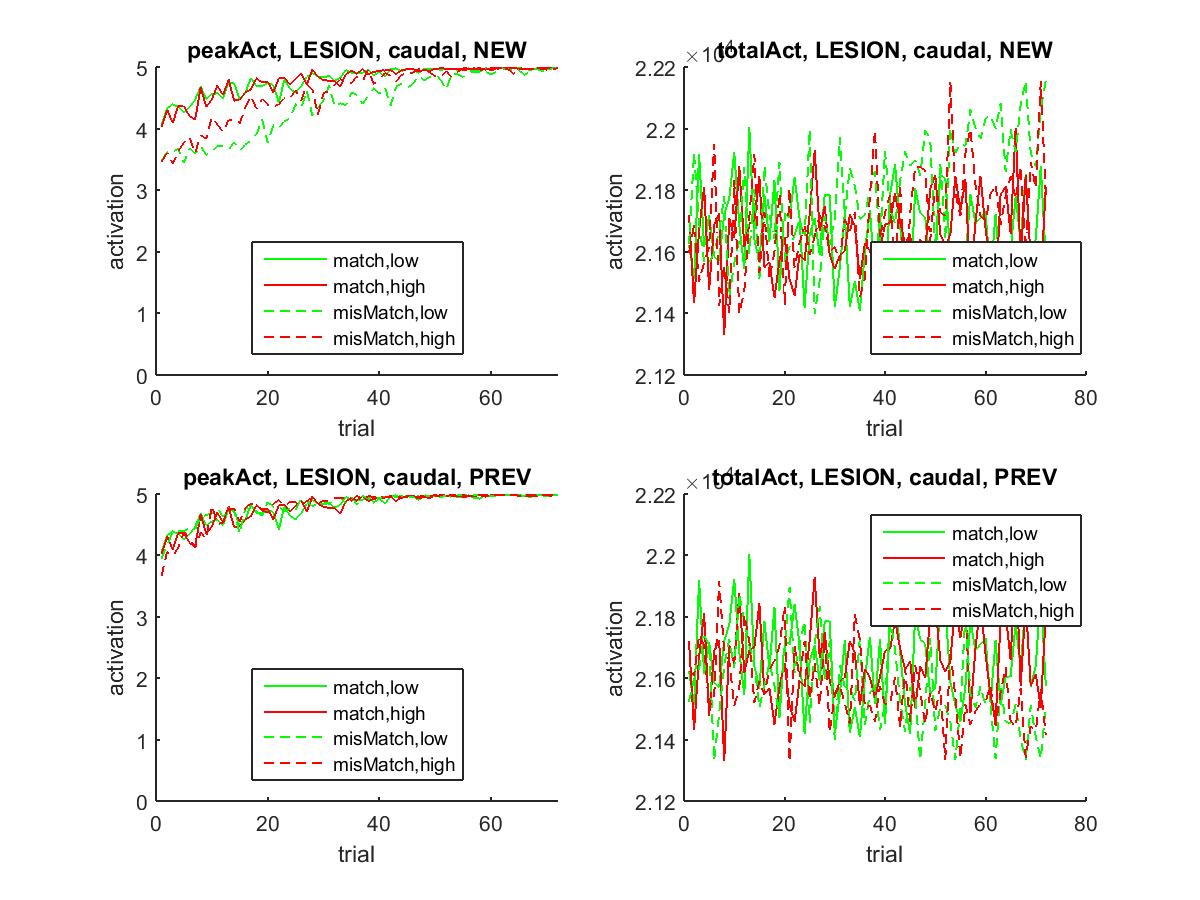 peakAct, LESION, caudal, NEW
5
4
3
2
1
0
activation
match,low
match,high
misMatch,low
misMatch,high
0 20 40 60
trial
×10⁴
totalAct, LESION, caudal, NEW
2.22
2.2
2.18
2.16
2.14
2.12
activation
match,low
match,high
misMatch,low
misMatch,high
0 20 40 60 80
trial
peakAct, LESION, caudal, PREV
5
4
3
2
1
0
activation
match,low
match,high
misMatch,low
misMatch,high
0 20 40 60
trial
×10⁴
totalAct, LESION, caudal, PREV
2.22
2.2
2.18
2.16
2.14
2.12
activation
match,low
match,high
misMatch,low
misMatch,high
0 20 40 60 80
trial